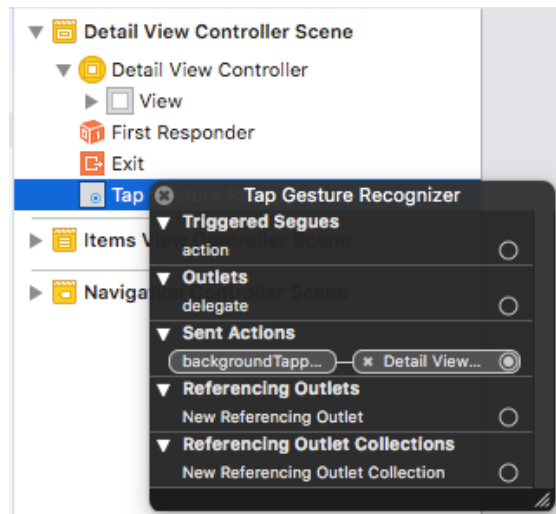 Detail View Controller Scene
Detail View Controller
View
First Responder
Exit
Tap
Tap Gesture Recognizer
Triggered Segues
action
Items V
Outlets
delegate
Naviga
Sent Actions
backgroundTapp... Detail View...
Referencing Outlets
New Referencing Outlet
Referencing Outlet Collections
New Referencing Outlet Collection